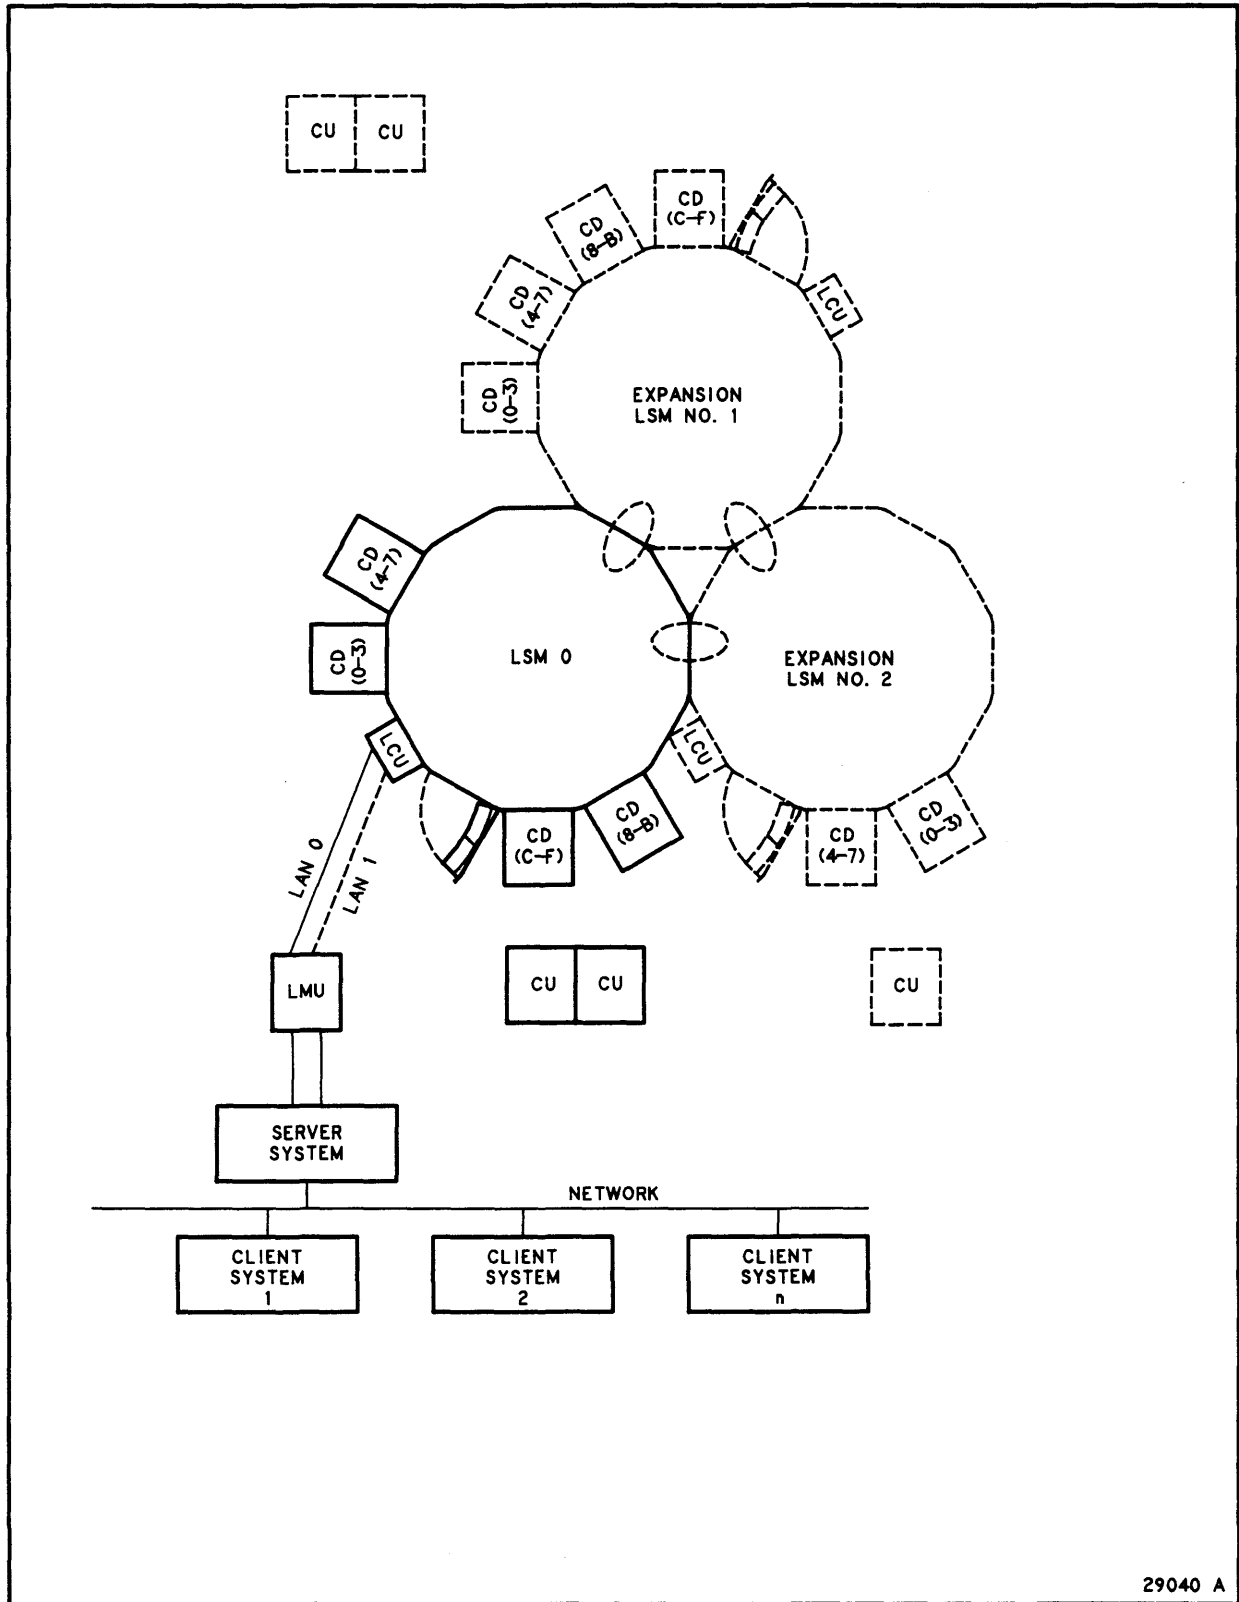 CU CU
CD
(C-F)
CD
(8-B)
CD
(4-7)
CD
(0-3)
LCU
EXPANSION
LSM NO. 1
CD
(4-7)
CD
(0-3)
LSM 0
EXPANSION
LSM NO. 2
LCU
LCU
CD
(C-F)
CD
(8-B)
CD
(4-7)
CD
(0-3)
LAN 0
LAN 1
LMU
CU CU
CU
SERVER
SYSTEM
NETWORK
CLIENT
SYSTEM
1
CLIENT
SYSTEM
2
CLIENT
SYSTEM
n
29040 A